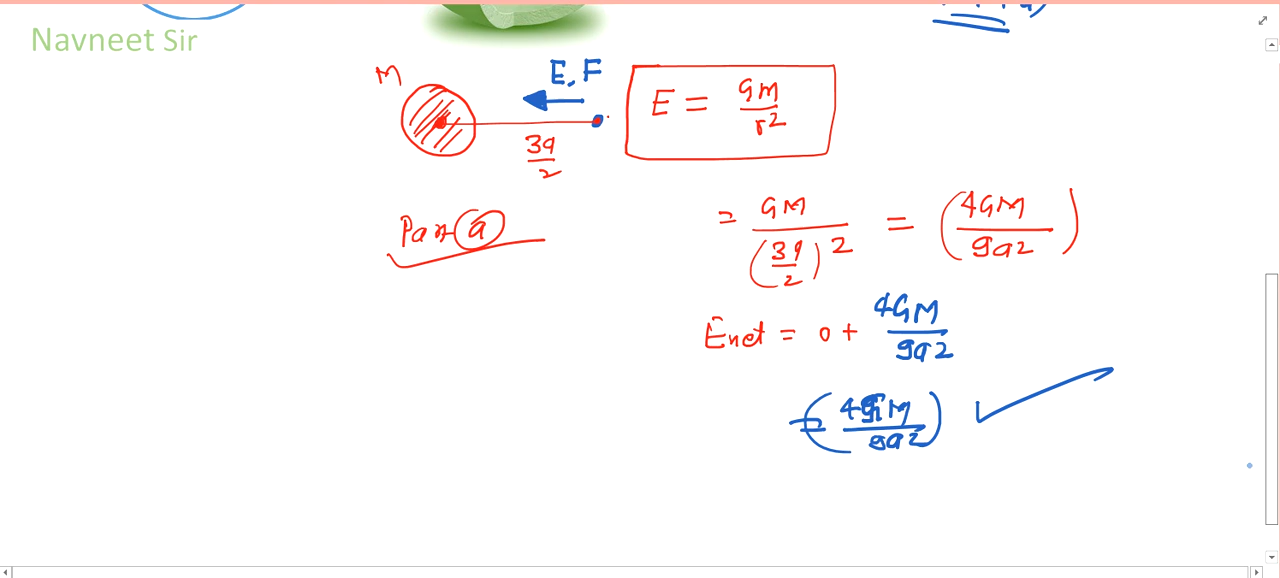 Navneet Sir
M
E, F
E = GM/r2
3a/2
Part (a)
= GM/(3a/2)2 = (4GM/9a2)
Enet = 0 + 4GM/9a2
= (4GM/9a2)